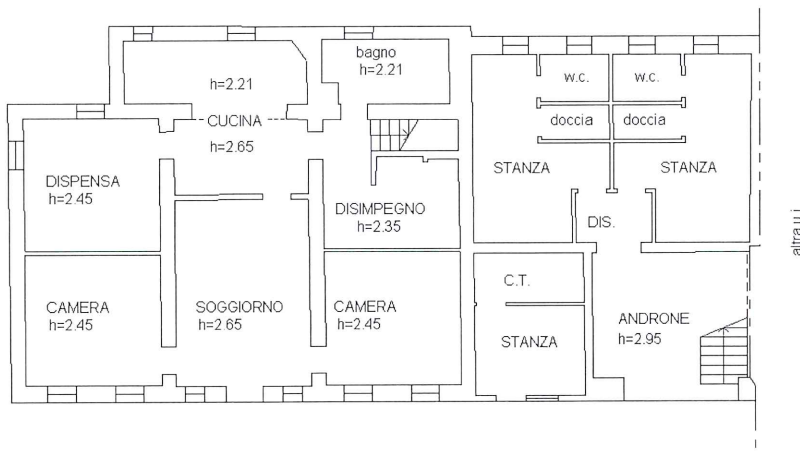 bagno
h=2.21
h=2.21
w.c.
w.c.
CUCINA
doccia
doccia
h=2.65
STANZA
STANZA
DISPENSA
h=2.45
DISIMPEGNO
h=2.35
DIS.
altra u.i.
C.T.
CAMERA
h=2.45
SOGGIORNO
h=2.65
CAMERA
h=2.45
ANDRONE
h=2.95
STANZA